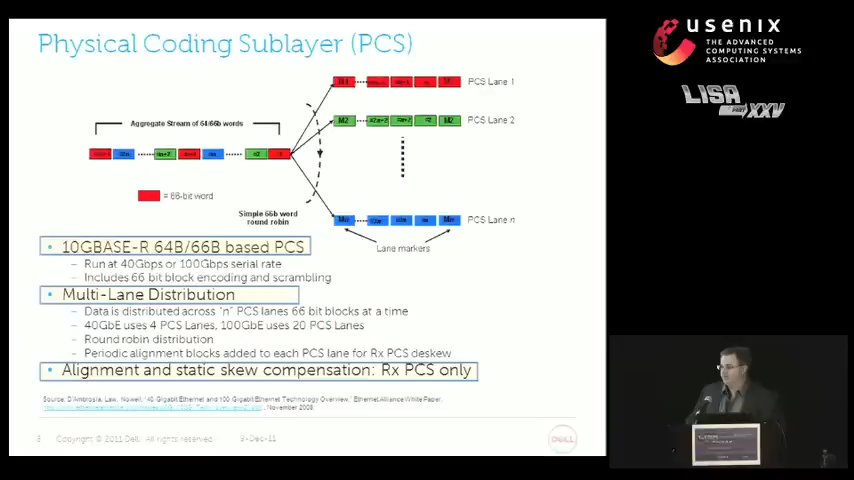 Physical Coding Sublayer (PCS)
Aggregate Stream of 64/66b words
= 66-bit word
Simple 66b word
round robin
PCS Lane 1
M2
M2
PCS Lane 2
PCS Lane n
Lane markers
• 10GBASE-R 64B/66B based PCS
– Run at 40Gbps or 100Gbps serial rate
– Includes 66 bit block encoding and scrambling
• Multi-Lane Distribution
– Data is distributed across "n" PCS lanes 66 bit blocks at a time
– 40GbE uses 4 PCS Lanes, 100GbE uses 20 PCS Lanes
– Round robin distribution
– Periodic alignment blocks added to each PCS lane for Rx PCS deskew
• Alignment and static skew compensation: Rx PCS only
Source: D'Ambrosia, Law, Nowell, "40 Gigabit Ethernet and 100 Gigabit Ethernet Technology Overview," Ethernet Alliance White Paper,
November 2008
Copyright © 2011 Dell. All rights reserved
9-Dec-11
DELL
usenix
THE ADVANCED
COMPUTING SYSTEMS
ASSOCIATION
LISA XXV